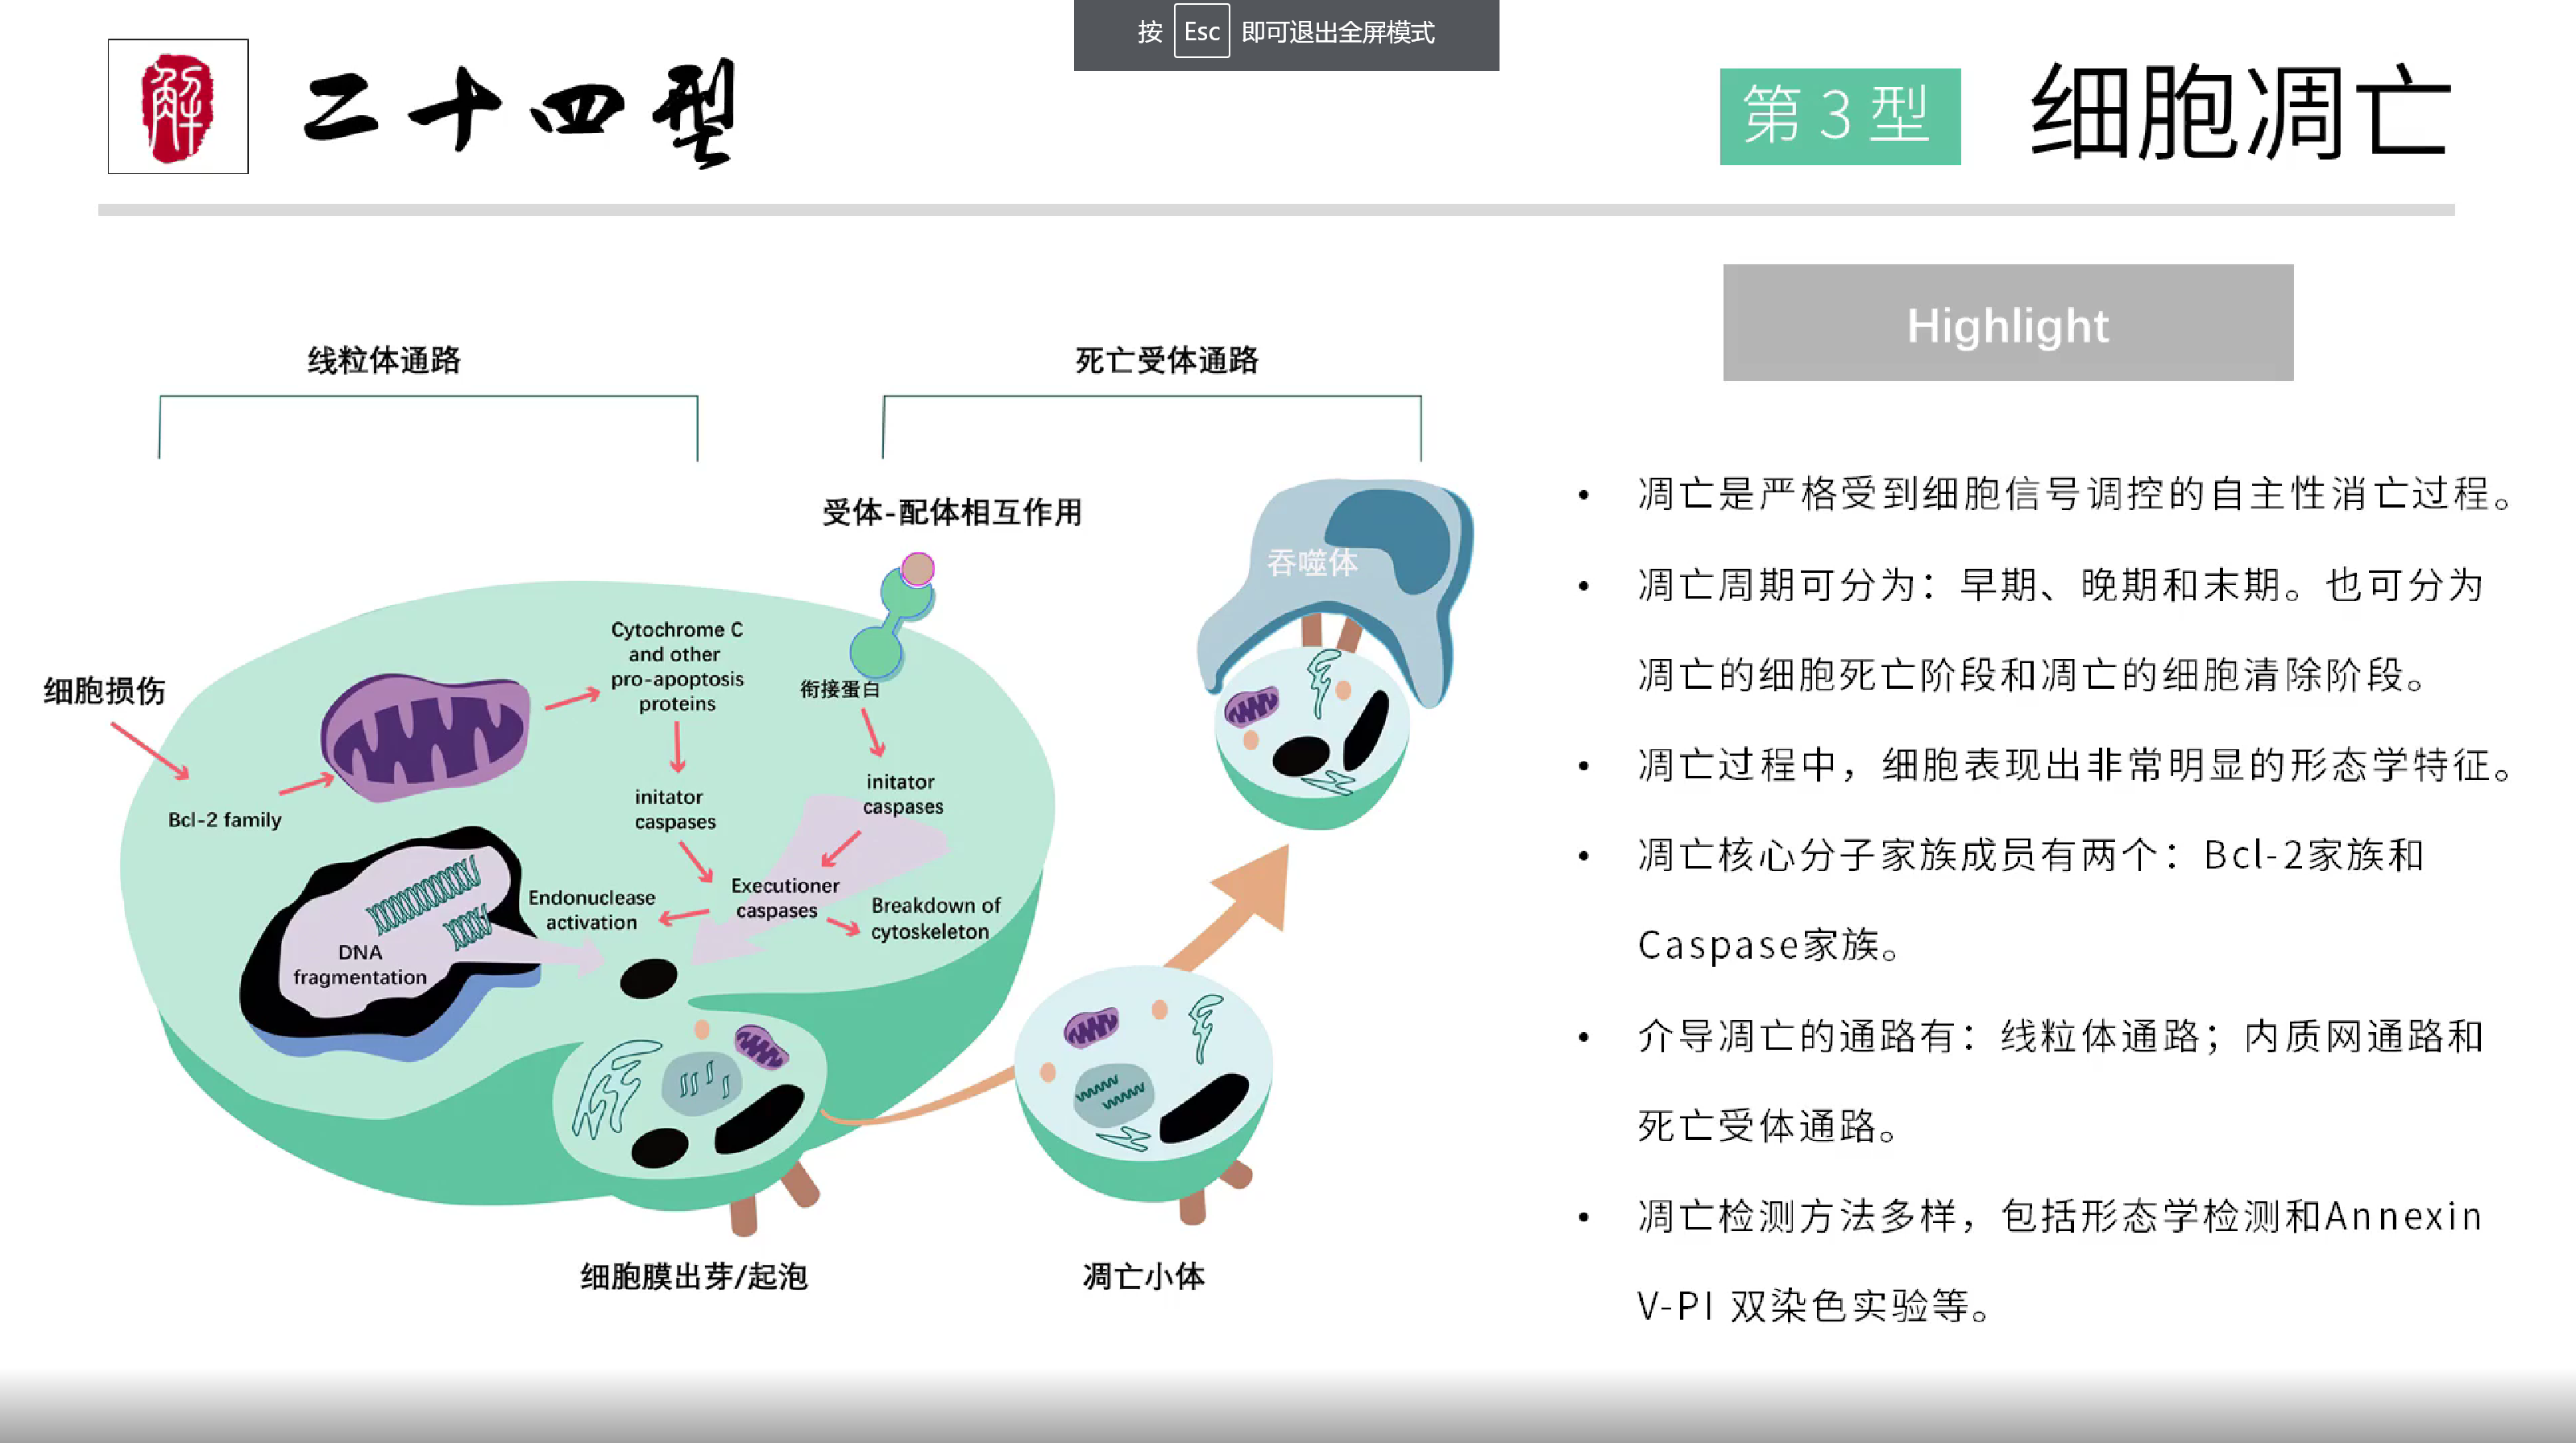 按 Esc 即可退出全屏模式
解
二十四型
第3型 细胞凋亡
Highlight
线粒体通路
死亡受体通路
受体-配体相互作用
吞噬体
细胞损伤
Bcl-2 family
Cytochrome C
and other
pro-apoptosis
proteins
衔接蛋白
initator
caspases
initator
caspases
Executioner
caspases
Endonuclease
activation
Breakdown of
cytoskeleton
DNA
fragmentation
细胞膜出芽/起泡
凋亡小体
• 凋亡是严格受到细胞信号调控的自主性消亡过程。
• 凋亡周期可分为：早期、晚期和末期。也可分为
凋亡的细胞死亡阶段和凋亡的细胞清除阶段。
• 凋亡过程中，细胞表现出非常明显的形态学特征。
• 凋亡核心分子家族成员有两个：Bcl-2家族和
Caspase家族。
• 介导凋亡的通路有：线粒体通路；内质网通路和
死亡受体通路。
• 凋亡检测方法多样，包括形态学检测和Annexin
V-PI 双染色实验等。